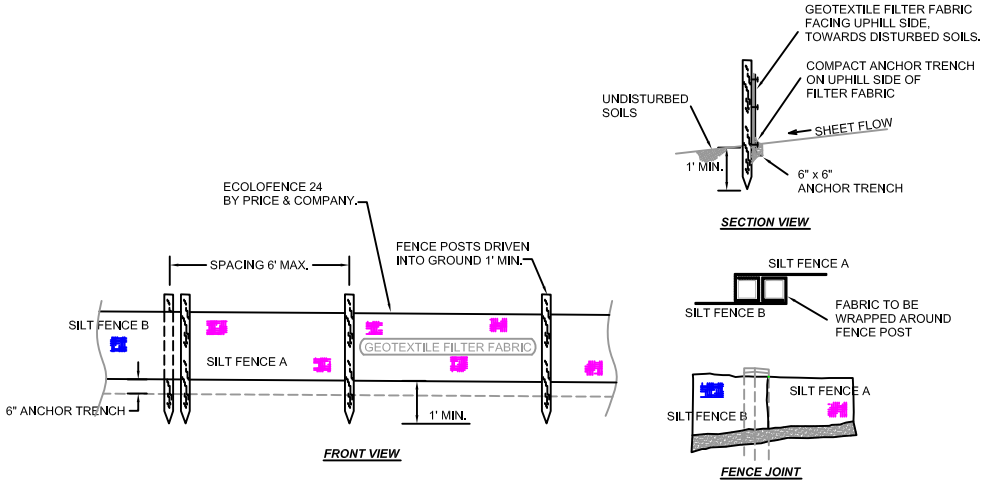 GEOTEXTILE FILTER FABRIC
FACING UPHILL SIDE,
TOWARDS DISTURBED SOILS.
COMPACT ANCHOR TRENCH
ON UPHILL SIDE OF
FILTER FABRIC
UNDISTURBED
SOILS
SHEET FLOW
1' MIN.
6" x 6"
ANCHOR TRENCH
SECTION VIEW
ECOLOFENCE 24
BY PRICE & COMPANY.
SPACING 6' MAX.
FENCE POSTS DRIVEN
INTO GROUND 1' MIN.
SILT FENCE B
SILT FENCE A
GEOTEXTILE FILTER FABRIC
6" ANCHOR TRENCH
1' MIN.
FRONT VIEW
SILT FENCE A
SILT FENCE B
FABRIC TO BE
WRAPPED AROUND
FENCE POST
SILT FENCE A
SILT FENCE B
FENCE JOINT